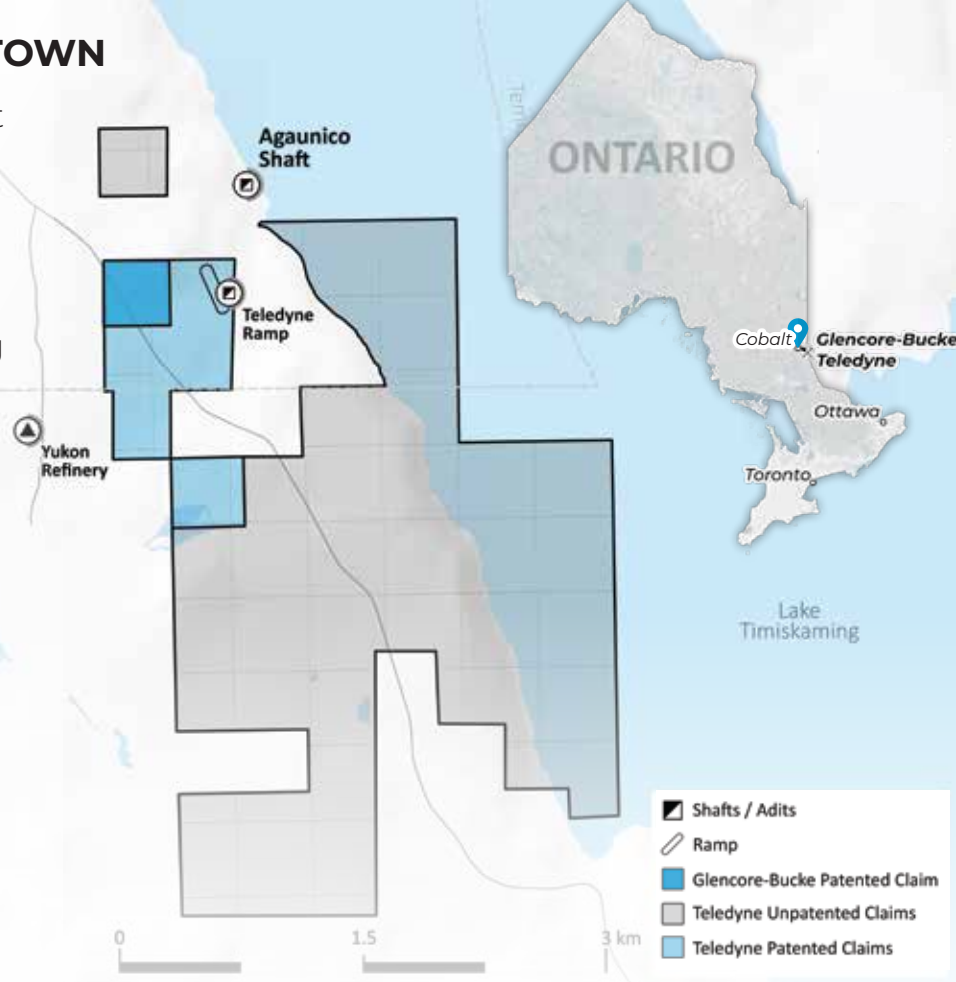 TOWN
Agaunico
Shaft
ONTARIO
Teledyne
Ramp
Cobalt
Glencore-Bucke
Teledyne
Ottawa
Yukon
Refinery
Toronto
Lake
Timiskaming
Shafts / Adits
Ramp
Glencore-Bucke Patented Claim
Teledyne Unpatented Claims
Teledyne Patented Claims
0 1.5 3 km